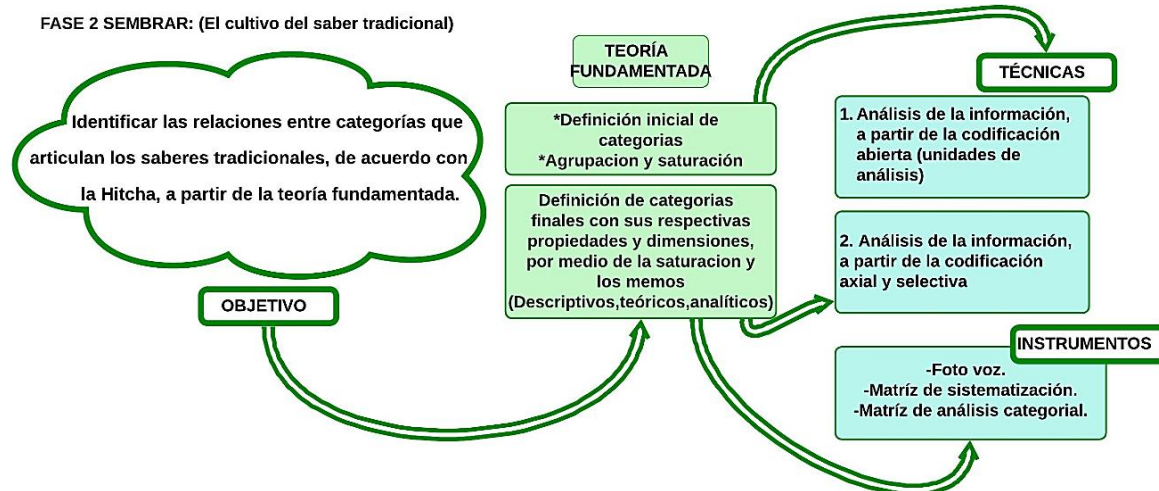 FASE 2 SEMBRAR: (El cultivo del saber tradicional)
Identificar las relaciones entre categorías que
articulan los saberes tradicionales, de acuerdo con
la Hitcha, a partir de la teoría fundamentada.
OBJETIVO
TEORÍA
FUNDAMENTADA
*Definición inicial de
categorias
*Agrupacion y saturación
Definición de categorias
finales con sus respectivas
propiedades y dimensiones,
por medio de la saturacion y
los memos
(Descriptivos,teóricos,analíticos)
TÉCNICAS
1. Análisis de la información,
a partir de la codificación
abierta (unidades de
análisis)
2. Análisis de la información,
a partir de la codificación
axial y selectiva
INSTRUMENTOS
-Foto voz.
-Matríz de sistematización.
-Matríz de análisis categorial.